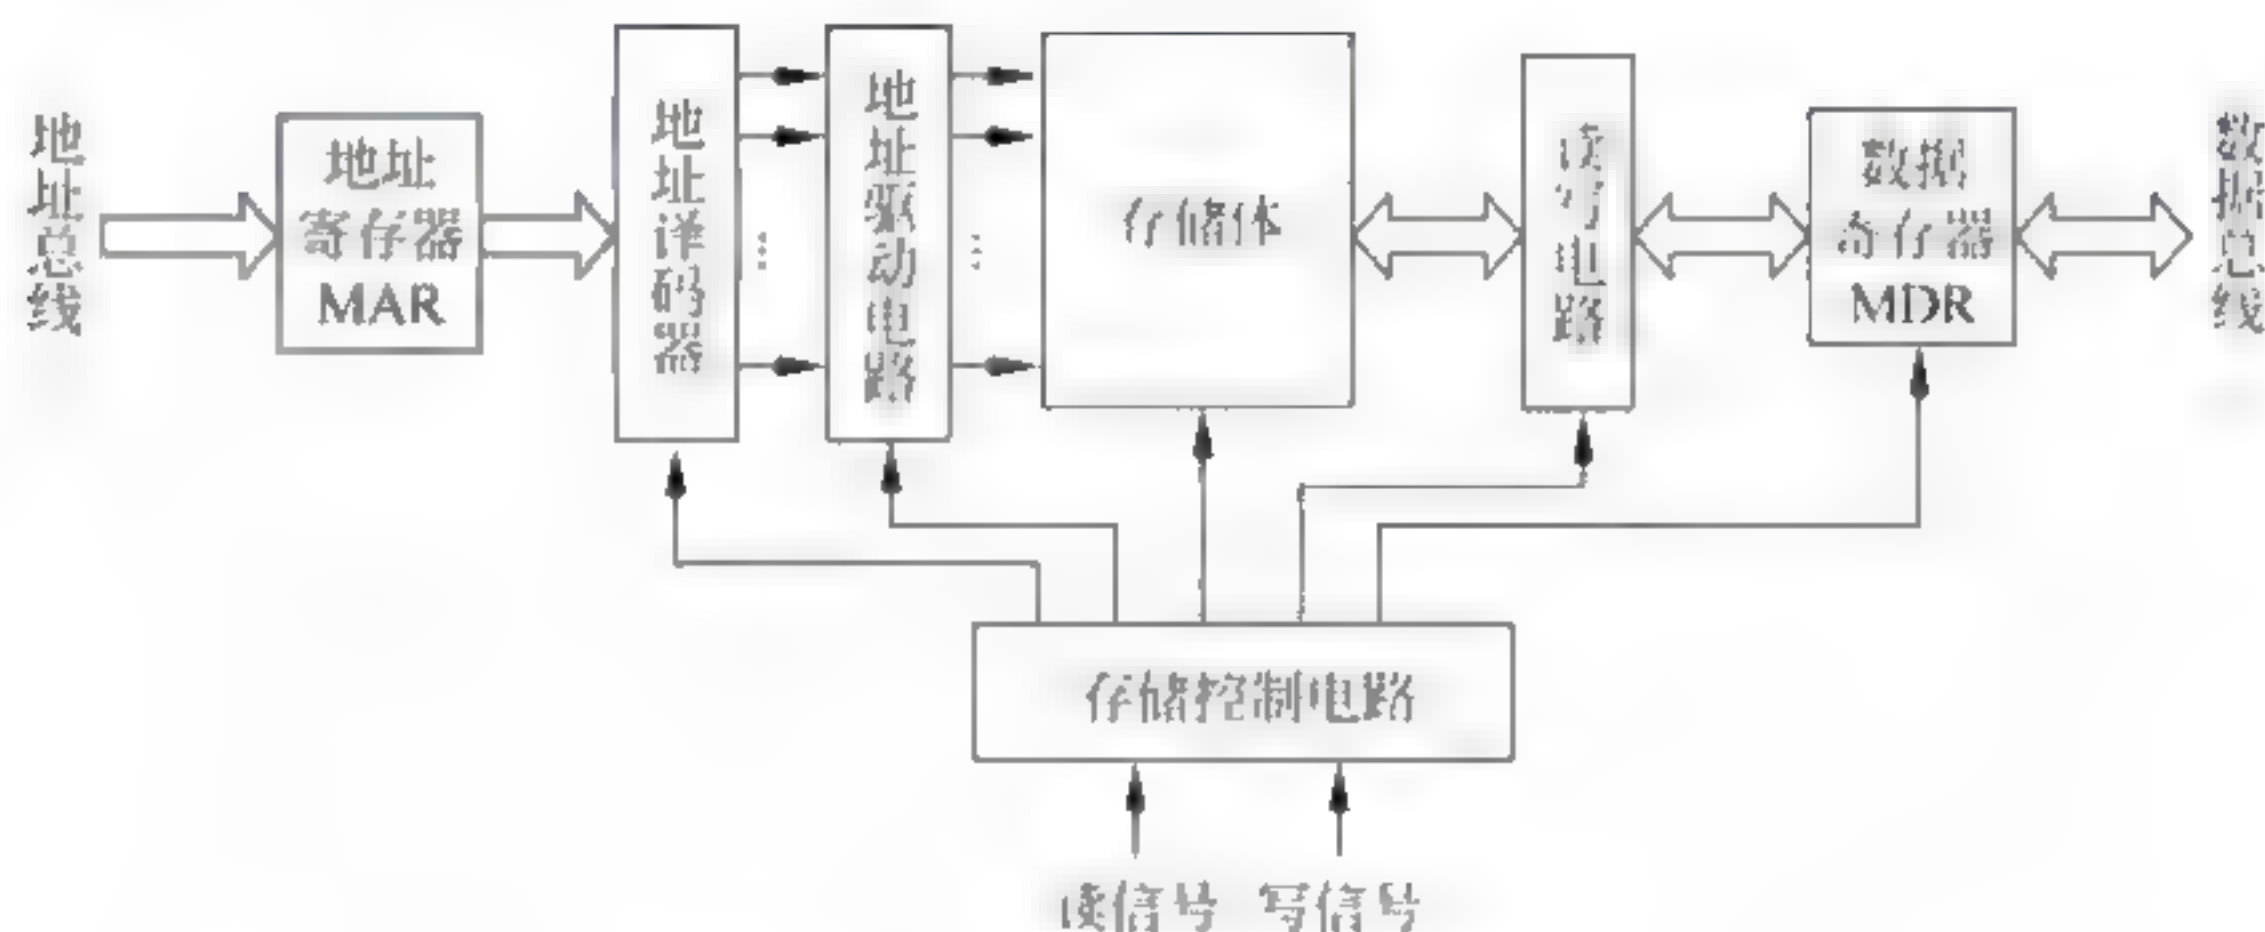 地址总线
地址
寄存器
MAR
地址译码器
地址驱动电路
存储体
读写电路
数据
寄存器
MDR
数据总线
存储控制电路
读信号
写信号